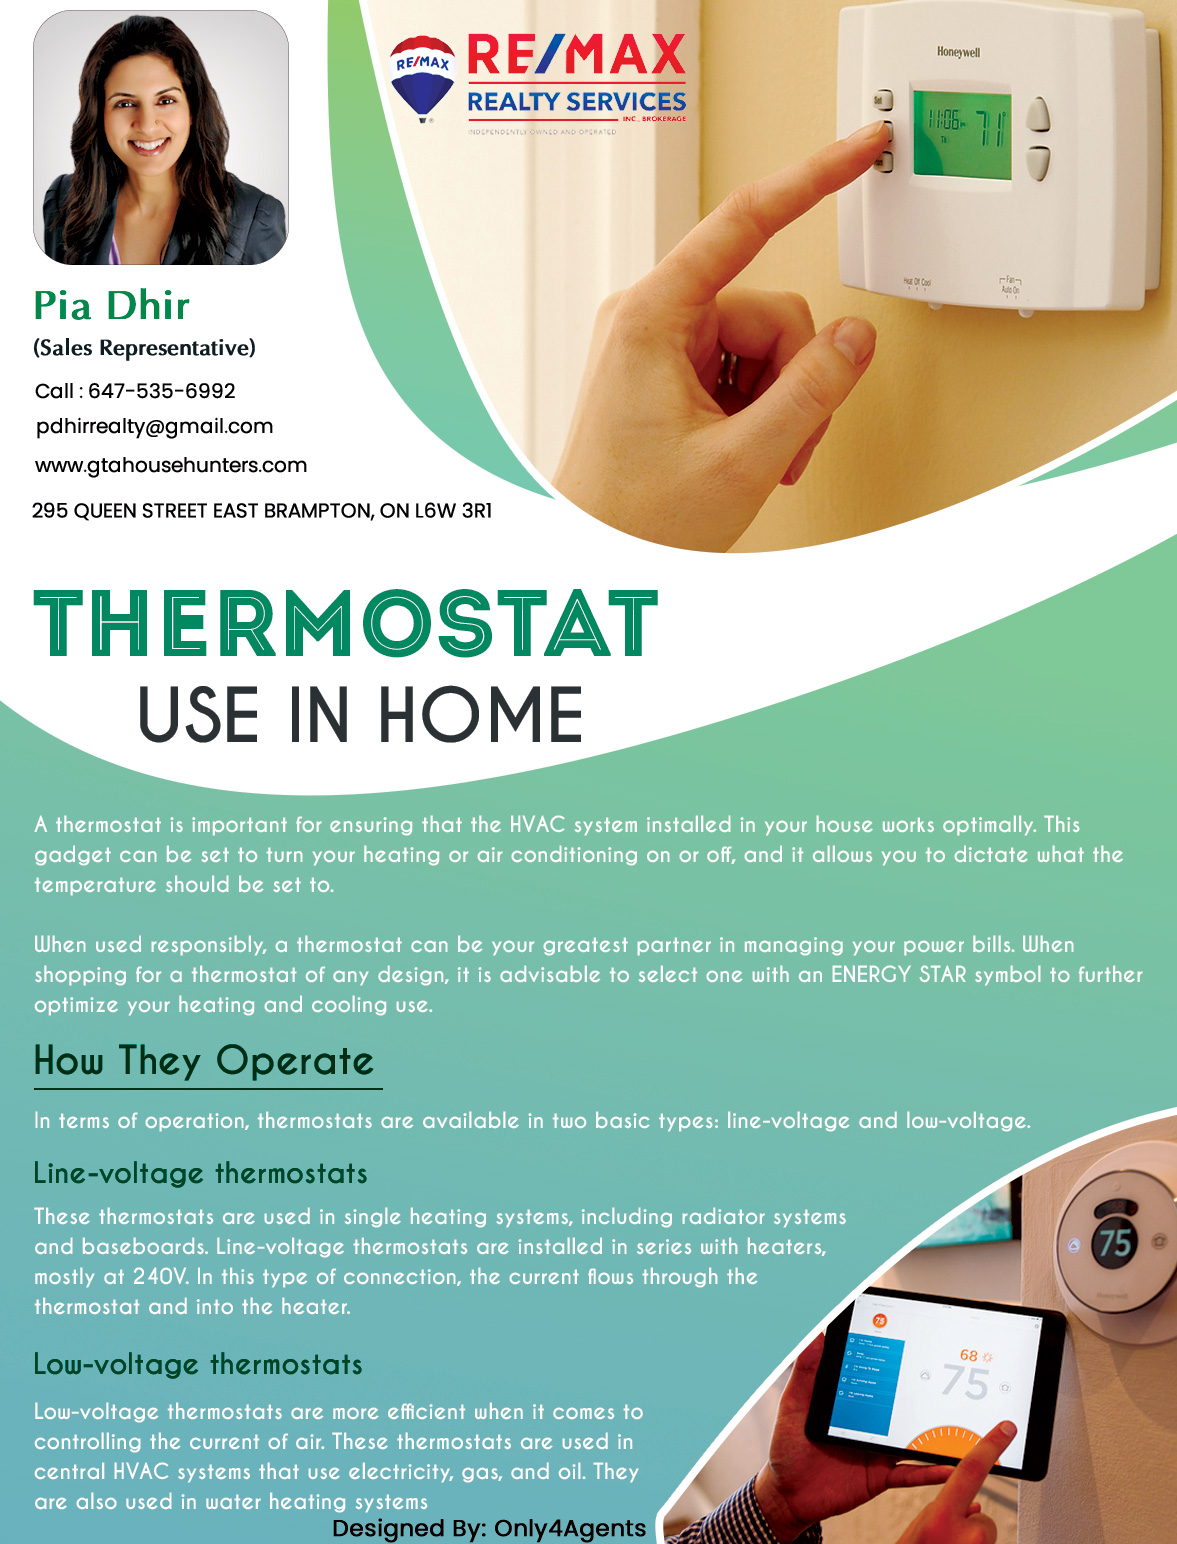 RE/MAX
RE/MAX
REALTY SERVICES
INC., BROKERAGE
INDEPENDENTLY OWNED AND OPERATED
Honeywell
11:06
71°
Heat Off Cool
Fan
Auto On
Pia Dhir
(Sales Representative)
Call : 647-535-6992
pdhirrealty@gmail.com
www.gtahousehunters.com
295 QUEEN STREET EAST BRAMPTON, ON L6W 3R1
THERMOSTAT
USE IN HOME
A thermostat is important for ensuring that the HVAC system installed in your house works optimally. This
gadget can be set to turn your heating or air conditioning on or off, and it allows you to dictate what the
temperature should be set to.
When used responsibly, a thermostat can be your greatest partner in managing your power bills. When
shopping for a thermostat of any design, it is advisable to select one with an ENERGY STAR symbol to further
optimize your heating and cooling use.
How They Operate
In terms of operation, thermostats are available in two basic types: line-voltage and low-voltage.
Line-voltage thermostats
These thermostats are used in single heating systems, including radiator systems
and baseboards. Line-voltage thermostats are installed in series with heaters,
mostly at 240V. In this type of connection, the current flows through the
thermostat and into the heater.
Low-voltage thermostats
Low-voltage thermostats are more efficient when it comes to
controlling the current of air. These thermostats are used in
central HVAC systems that use electricity, gas, and oil. They
are also used in water heating systems
Designed By: Only4Agents
75
Honeywell
75
68
75